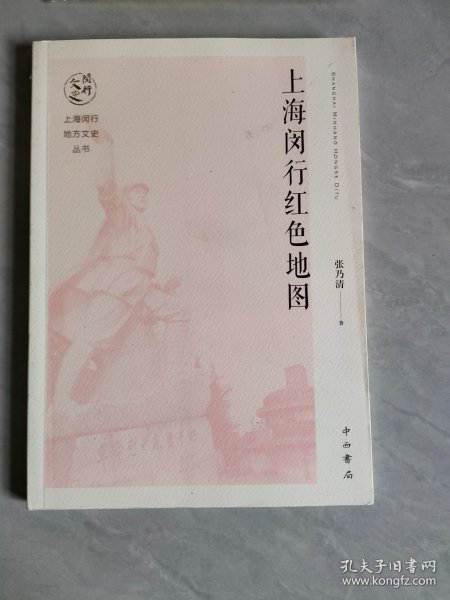 闵行
文史
上海闵行
地方文史
丛书
上海闵行红色地图
SHANGHAI MINHANG HONGSE DITU
张乃清
著
中西书局
孔夫子旧书网
www.kongfz.com